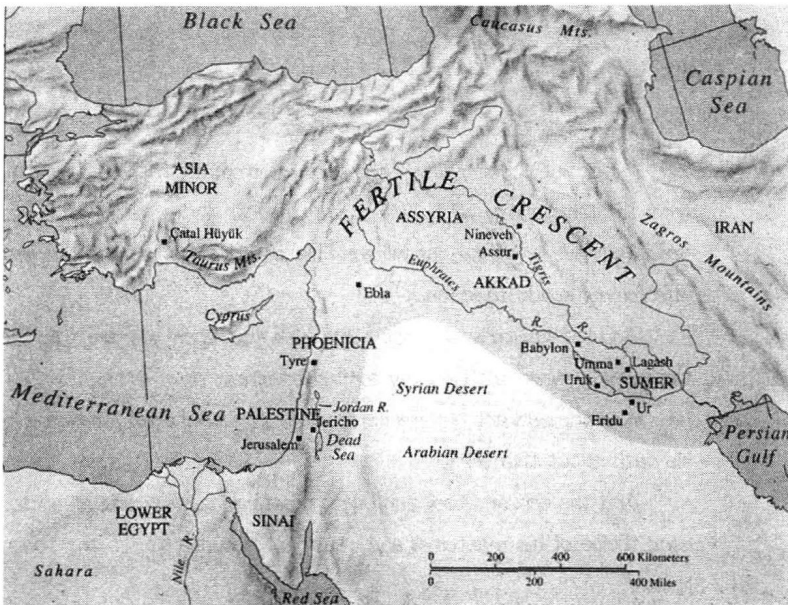 Black Sea
Caucasus Mts.
Caspian
Sea
ASIA
MINOR
FERTILE CRESCENT
ASSYRIA
IRAN
Nineveh
Zagros Mountains
Çatal Hüyük
Assur
Tigris R.
Taurus Mts.
Euphrates R.
AKKAD
Ebla
Cyprus
PHOENICIA
Babylon
Tyre
Umma
Lagash
Syrian Desert
Uruk
SUMER
Mediterranean Sea
PALESTINE
Jordan R.
Ur
Jericho
Eridu
Jerusalem
Dead
Sea
Persian
Gulf
Arabian Desert
LOWER
EGYPT
SINAI
Nile R.
Sahara
Red Sea
0 200 400 600 Kilometers
0 200 400 Miles